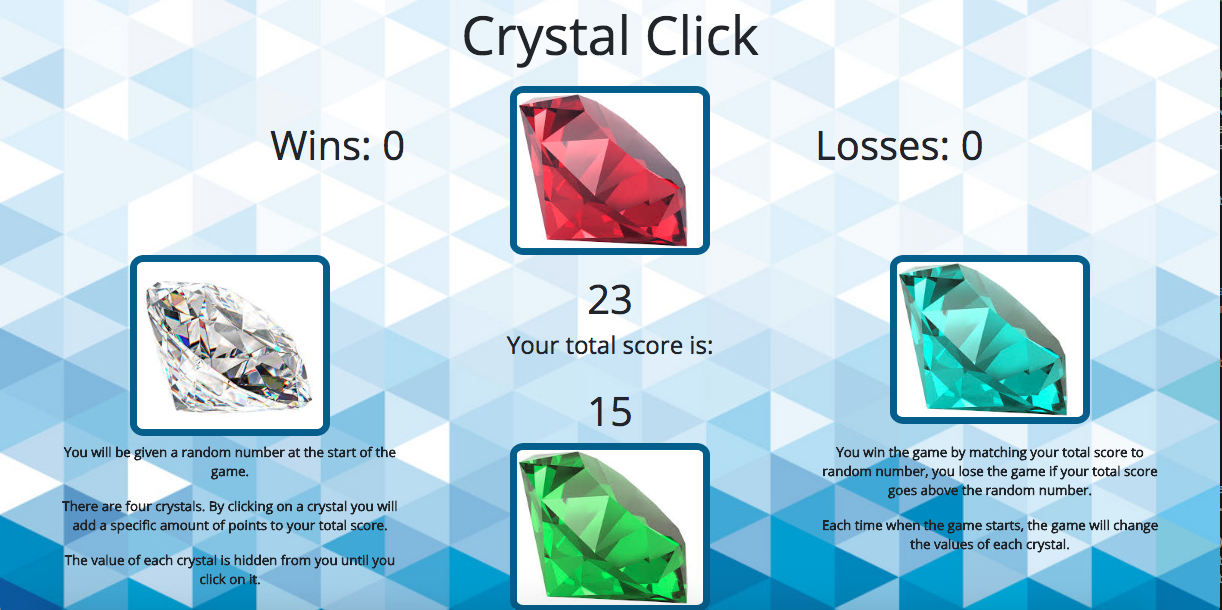 Crystal Click
Wins: 0
Losses: 0
23
Your total score is:
15
You will be given a random number at the start of the
game.
There are four crystals. By clicking on a crystal you will
add a specific amount of points to your total score.
The value of each crystal is hidden from you until you
click on it.
You win the game by matching your total score to
random number, you lose the game if your total score
goes above the random number.
Each time when the game starts, the game will change
the values of each crystal.